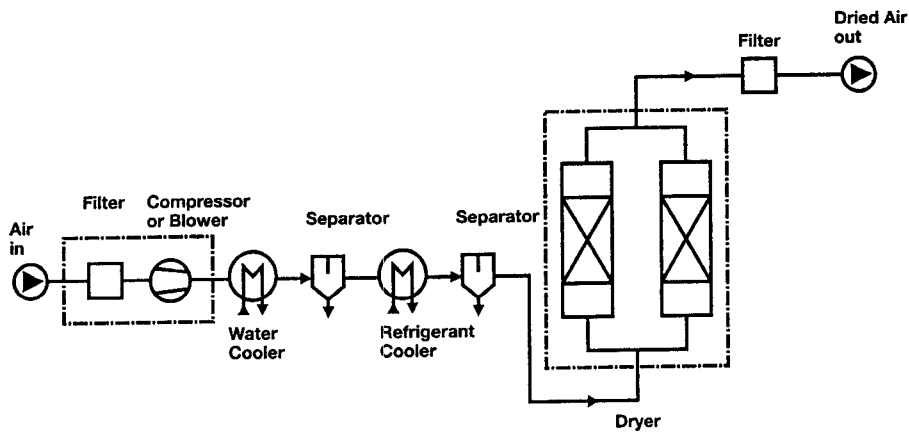 Dried Air
out
Filter
Filter
Compressor
or Blower
Separator
Separator
Air
in
Water
Cooler
Refrigerant
Cooler
Dryer